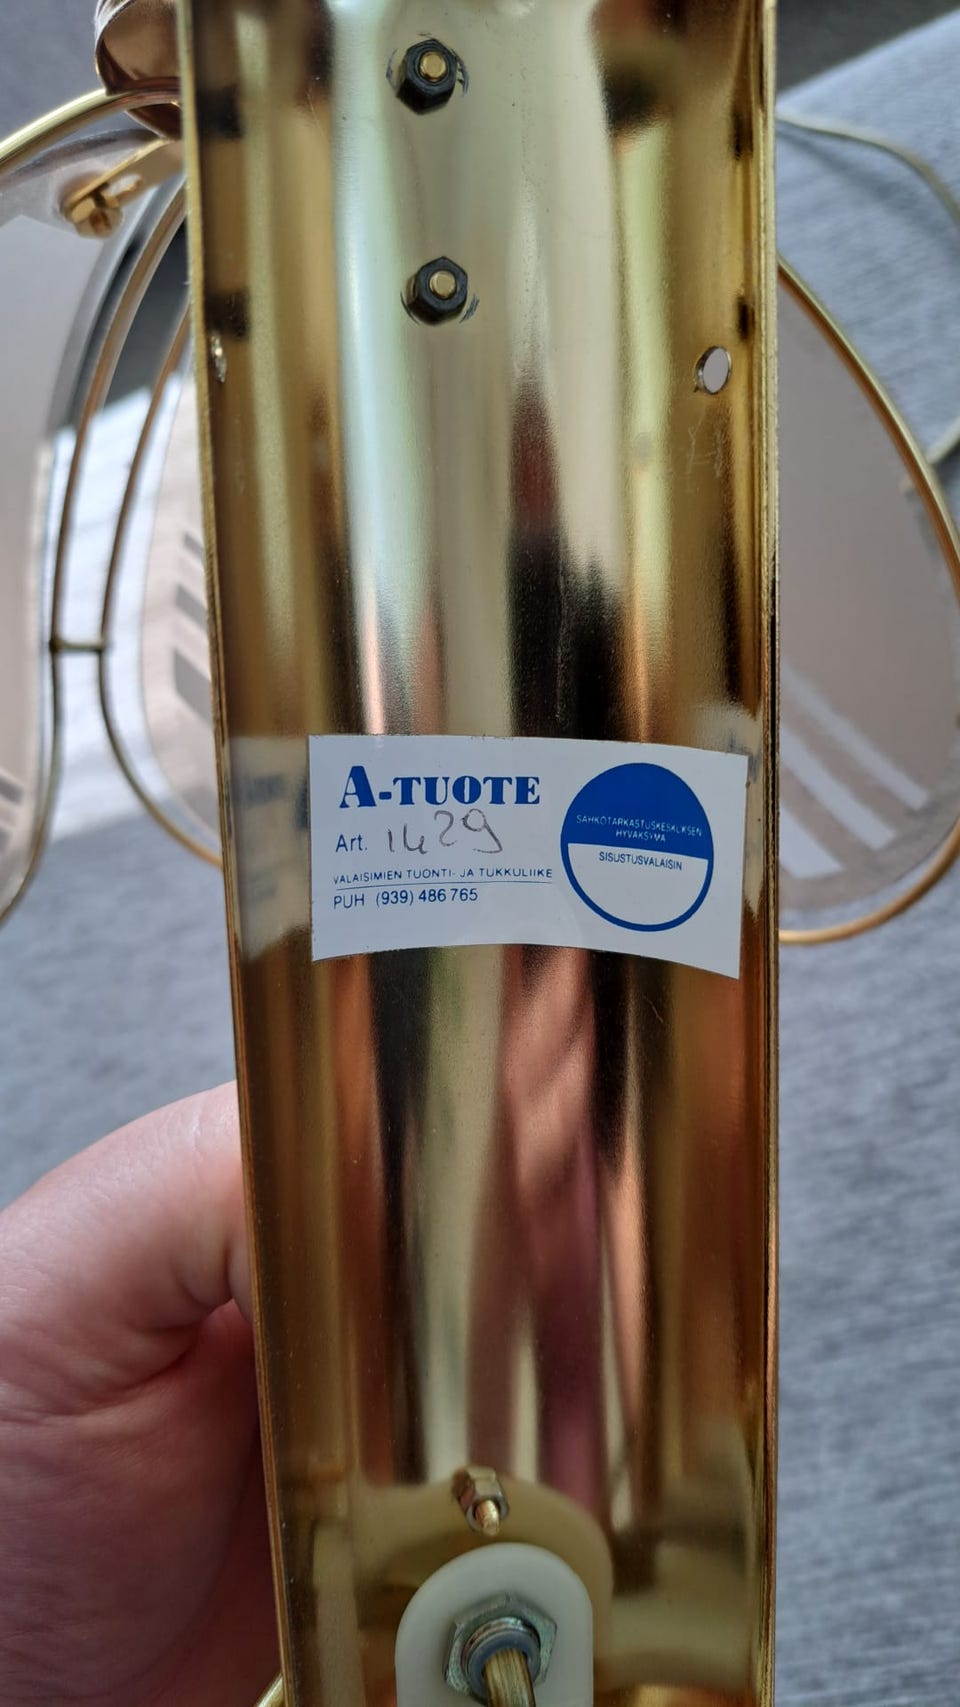 A-TUOTE
Art. 1429
VALAISIMIEN TUONTI- JA TUKKULIIKE
PUH (939) 486 765
SÄHKÖTARKASTUSKESKUKSEN
HYVÄKSYMÄ
SISUSTUSVALAISIN